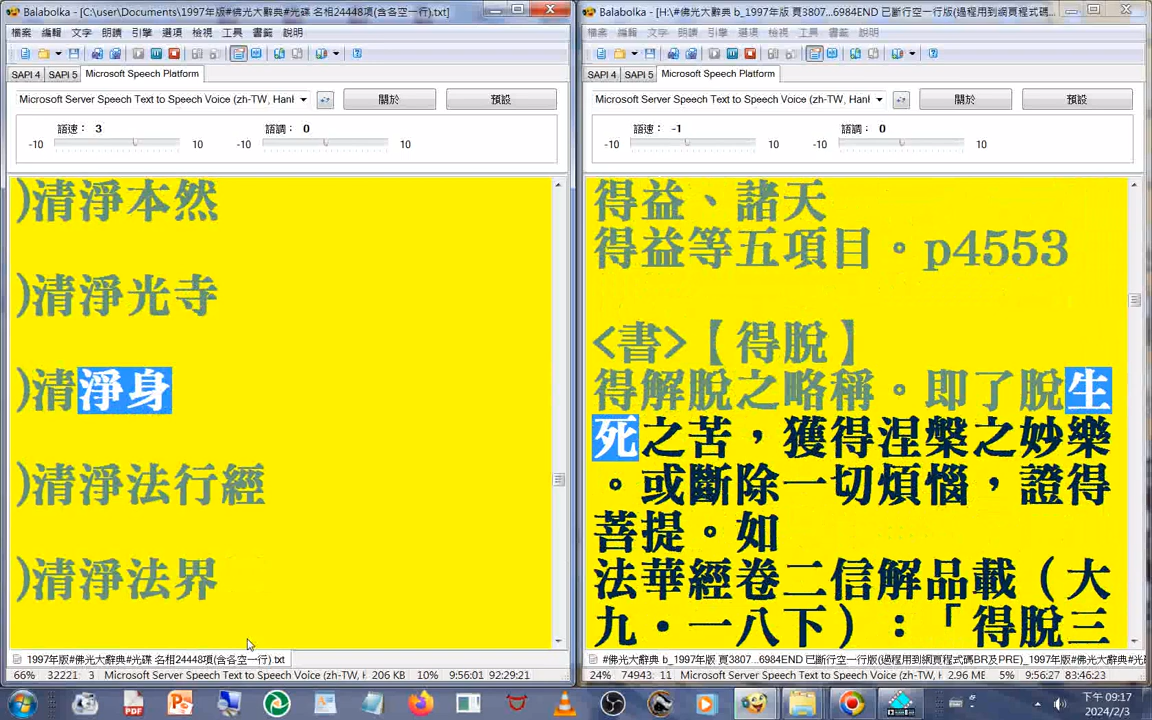 Balabolka - [C:\user\Documents\1997年版#佛光大辭典#光碟 名相24448項(含各空一行).txt]
檔案 編輯 文字 朗讀 引擎 選項 檢視 工具 書籤 說明
SAPI 4 SAPI 5 Microsoft Speech Platform
Microsoft Server Speech Text to Speech Voice (zh-TW, Hanl
關於 預設
語速： 3 語調： 0
-10 10 -10 10
)清淨本然
)清淨光寺
)清淨身
)清淨法行經
)清淨法界
1997年版#佛光大辭典#光碟 名相24448項(含各空一行).txt
66% 32221 : 3 Microsoft Server Speech Text to Speech Voice (zh-TW, H 206 KB 10% 9:56:01 92:29:21
Balabolka - [H:\#佛光大辭典 b_1997年版 頁3807...6984END 已斷行空一行版(過程用到網頁程式碼
檔案 編輯 文字 朗讀 引擎 選項 檢視 工具 書籤 說明
SAPI 4 SAPI 5 Microsoft Speech Platform
Microsoft Server Speech Text to Speech Voice (zh-TW, Hanl
關於 預設
語速： -1 語調： 0
-10 10 -10 10
得益、諸天
得益等五項目。p4553
<書>【得脫】
得解脫之略稱。即了脫生
死之苦，獲得涅槃之妙樂
。或斷除一切煩惱，證得
菩提。如
法華經卷二信解品載（大
九・一八下）：「得脫三
#佛光大辭典 b_1997年版 頁3807...6984END 已斷行空一行版(過程用到網頁程式碼BR及PRE)_1997年版#佛光
24% 74943: 11 Microsoft Server Speech Text to Speech Voice (zh-TW, H 2.96 ME 5% 9:56:27 83:46:23
PDF
下午 09:17
2024/2/3